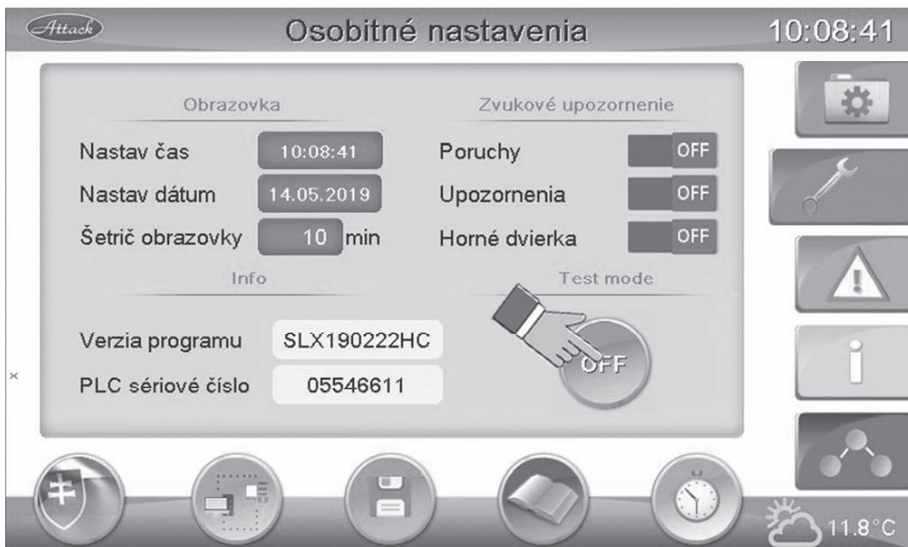 Attack
Osobitné nastavenia
10:08:41
Obrazovka
Nastav čas 10:08:41
Nastav dátum 14.05.2019
Šetrič obrazovky 10 min
Zvukové upozornenie
Poruchy OFF
Upozornenia OFF
Horné dvierka OFF
Info
Verzia programu SLX190222HC
PLC sériové číslo 05546611
Test mode
OFF
x
11.8°C